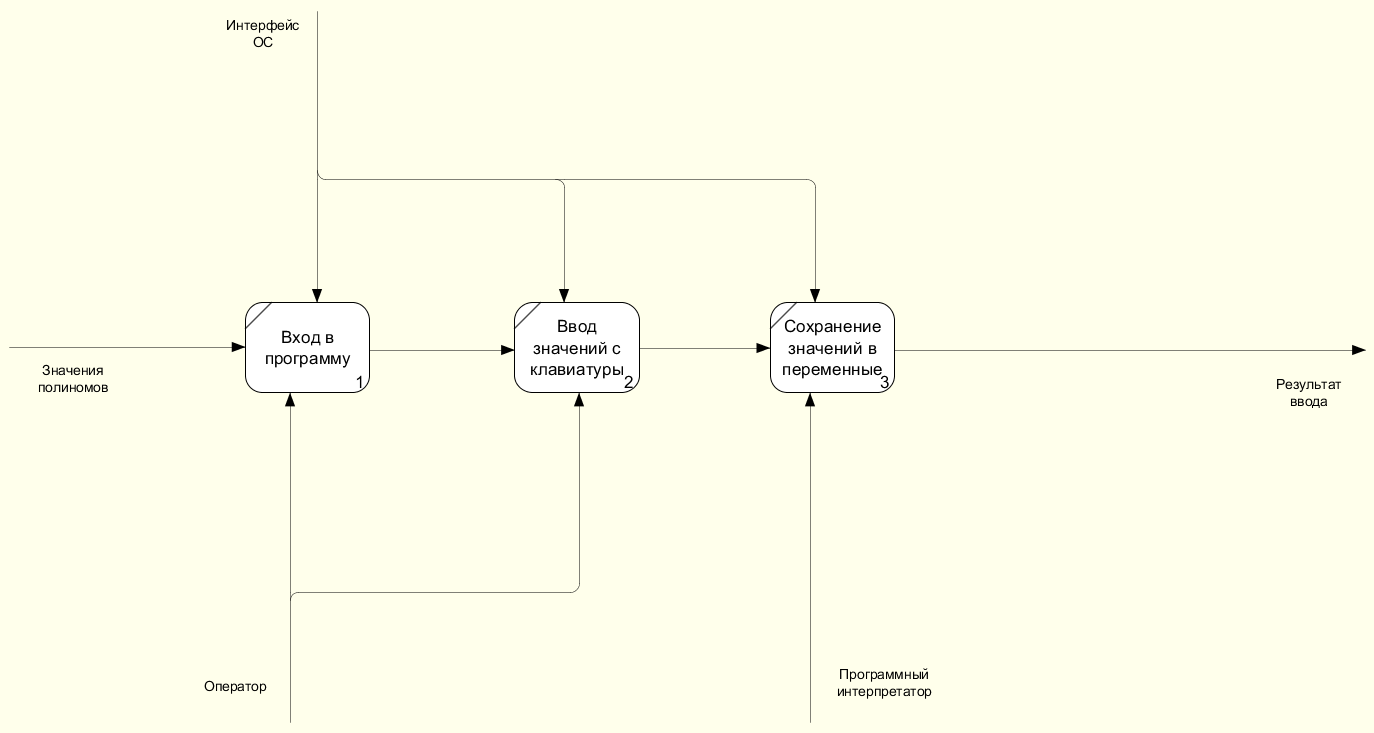 Интерфейс
ОС
Вход в
программу
1
Ввод
значений с
клавиатуры
2
Сохранение
значений в
переменные
3
Значения
полиномов
Результат
ввода
Оператор
Программный
интерпретатор